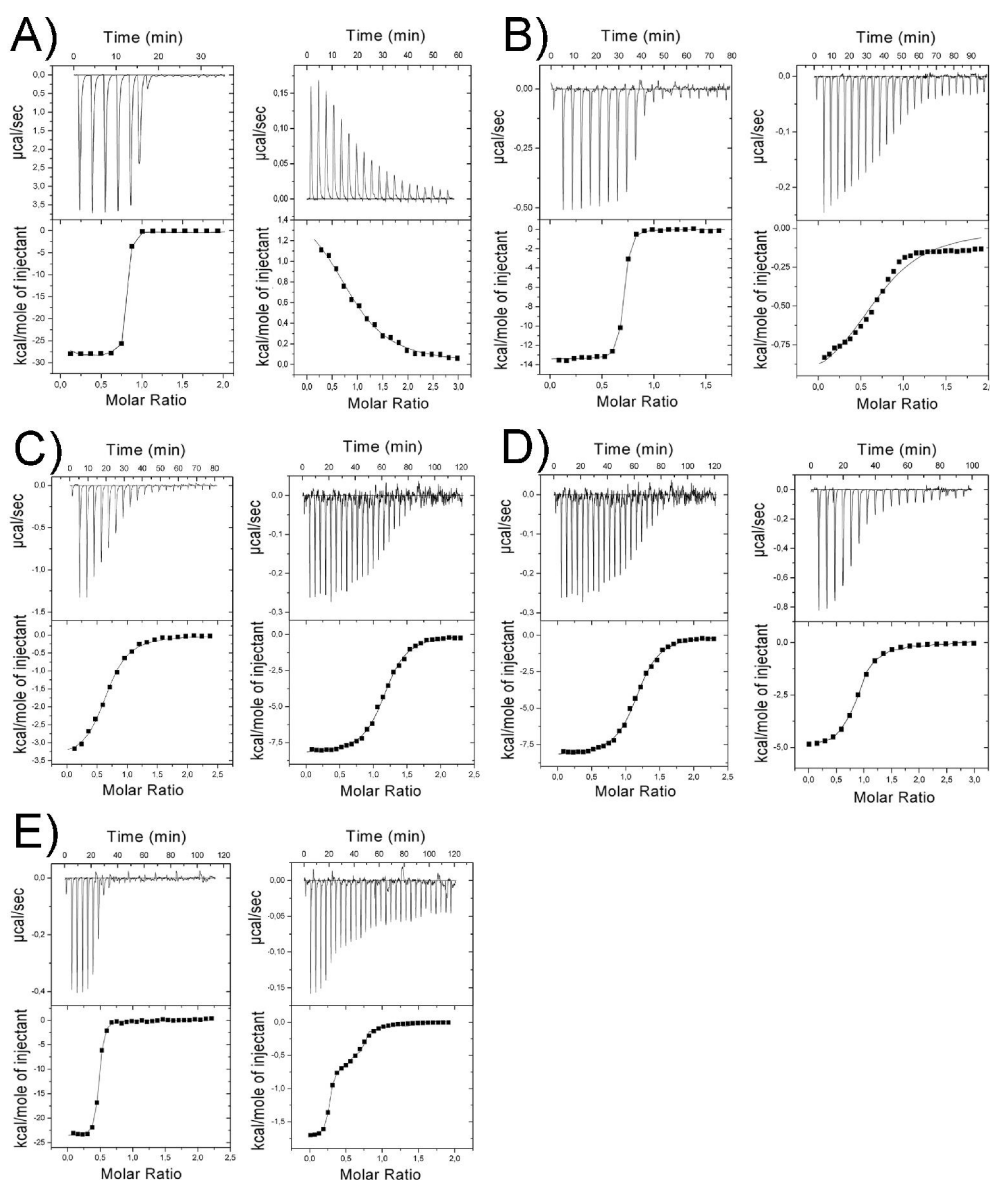 A)
Time (min)
0 10 20 30
0,0
0,5
1,0
1,5
2,0
2,5
3,0
3,5
µcal/sec
0
-5
-10
-15
-20
-25
-30
kcal/mole of injectant
0,0 0,5 1,0 1,5 2,0
Molar Ratio
Time (min)
0 10 20 30 40 50 60
0,15
0,10
0,05
0,00
µcal/sec
1,4
1,2
1,0
0,8
0,6
0,4
0,2
0,0
kcal/mole of injectant
0,0 0,5 1,0 1,5 2,0 2,5 3,0
Molar Ratio
B)
Time (min)
0 10 20 30 40 50 60 70 80
0,00
-0,25
-0,50
µcal/sec
0
-2
-4
-6
-8
-10
-12
-14
kcal/mole of injectant
0,0 0,5 1,0 1,5
Molar Ratio
Time (min)
0 10 20 30 40 50 60 70 80 90
0,0
-0,1
-0,2
µcal/sec
0,00
-0,25
-0,50
-0,75
kcal/mole of injectant
0,0 0,5 1,0 1,5 2,0
Molar Ratio
C)
Time (min)
0 10 20 30 40 50 60 70 80
0,0
-0,5
-1,0
-1,5
µcal/sec
0,0
-0,5
-1,0
-1,5
-2,0
-2,5
-3,0
-3,5
kcal/mole of injectant
0,0 0,5 1,0 1,5 2,0 2,5
Molar Ratio
Time (min)
0 20 40 60 80 100 120
0,0
-0,1
-0,2
-0,3
µcal/sec
0,0
-2,5
-5,0
-7,5
kcal/mole of injectant
0,0 0,5 1,0 1,5 2,0 2,5
Molar Ratio
D)
Time (min)
0 20 40 60 80 100 120
0,0
-0,1
-0,2
-0,3
µcal/sec
0,0
-2,5
-5,0
-7,5
kcal/mole of injectant
0,0 0,5 1,0 1,5 2,0 2,5
Molar Ratio
Time (min)
0 20 40 60 80 100
0,0
-0,2
-0,4
-0,6
-0,8
µcal/sec
0,0
-2,5
-5,0
kcal/mole of injectant
0,0 0,5 1,0 1,5 2,0 2,5 3,0
Molar Ratio
E)
Time (min)
0 20 40 60 80 100 120
0,0
-0,2
-0,4
µcal/sec
0
-5
-10
-15
-20
-25
kcal/mole of injectant
0,0 0,5 1,0 1,5 2,0 2,5
Molar Ratio
Time (min)
0 20 40 60 80 100 120
0,00
-0,05
-0,10
-0,15
µcal/sec
0,0
-0,5
-1,0
-1,5
kcal/mole of injectant
0,0 0,5 1,0 1,5 2,0
Molar Ratio